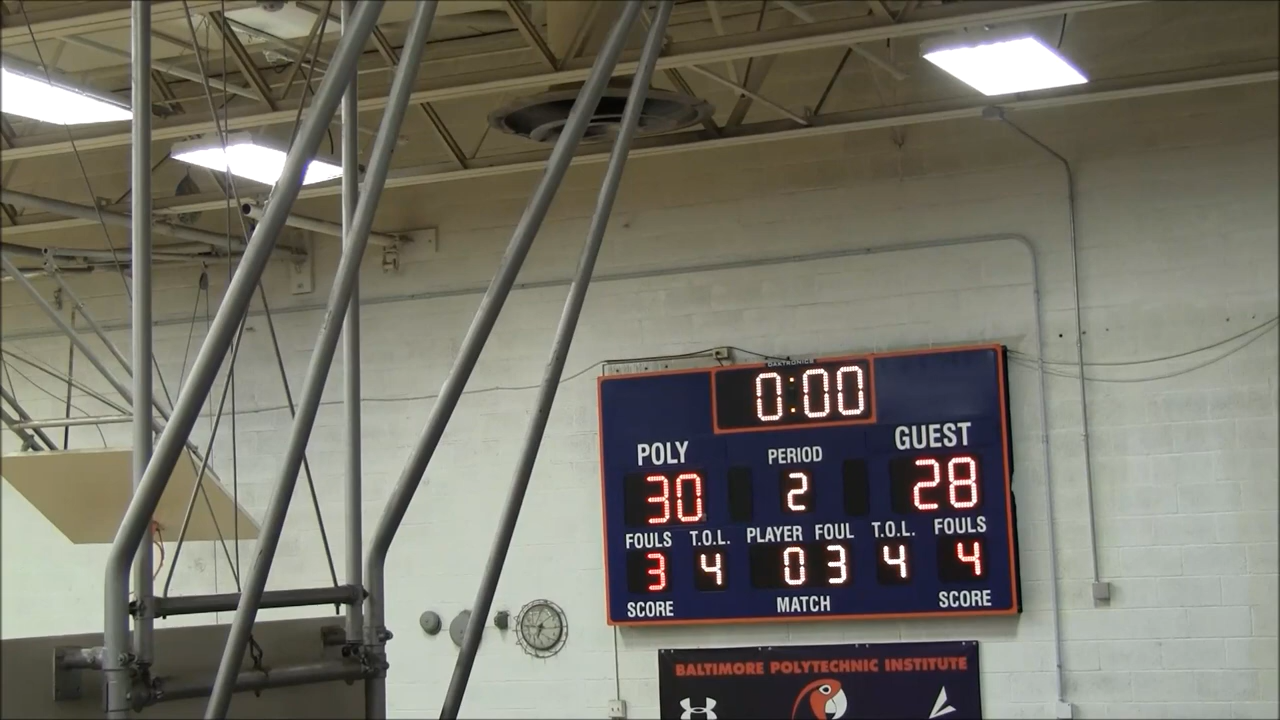 DAKTRONICS
0:00
POLY PERIOD GUEST
30 2 28
FOULS T.O.L. PLAYER FOUL T.O.L. FOULS
3 4 0 3 4 4
SCORE MATCH SCORE
BALTIMORE POLYTECHNIC INSTITUTE